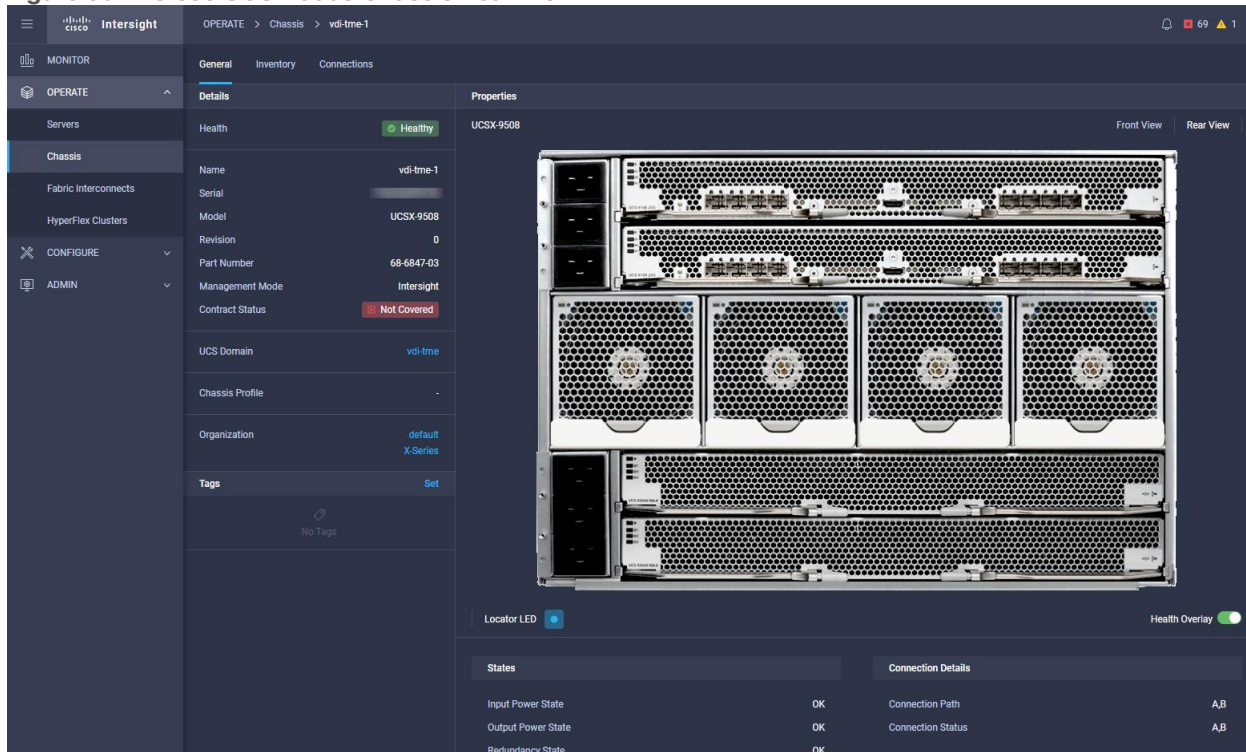 cisco Intersight
OPERATE > Chassis > vdi-tme-1
69
1
MONITOR
OPERATE
Servers
Chassis
Fabric Interconnects
HyperFlex Clusters
CONFIGURE
ADMIN
General Inventory Connections
Details
Health Healthy
Name vdi-tme-1
Serial
Model UCSX-9508
Revision 0
Part Number 68-6847-03
Management Mode Intersight
Contract Status Not Covered
UCS Domain vdi-tme
Chassis Profile -
Organization default
X-Series
Tags Set
No Tags
Properties
UCSX-9508 Front View Rear View
Locator LED
Health Overlay
States
Input Power State OK
Output Power State OK
Redundancy State OK
Connection Details
Connection Path A,B
Connection Status A,B